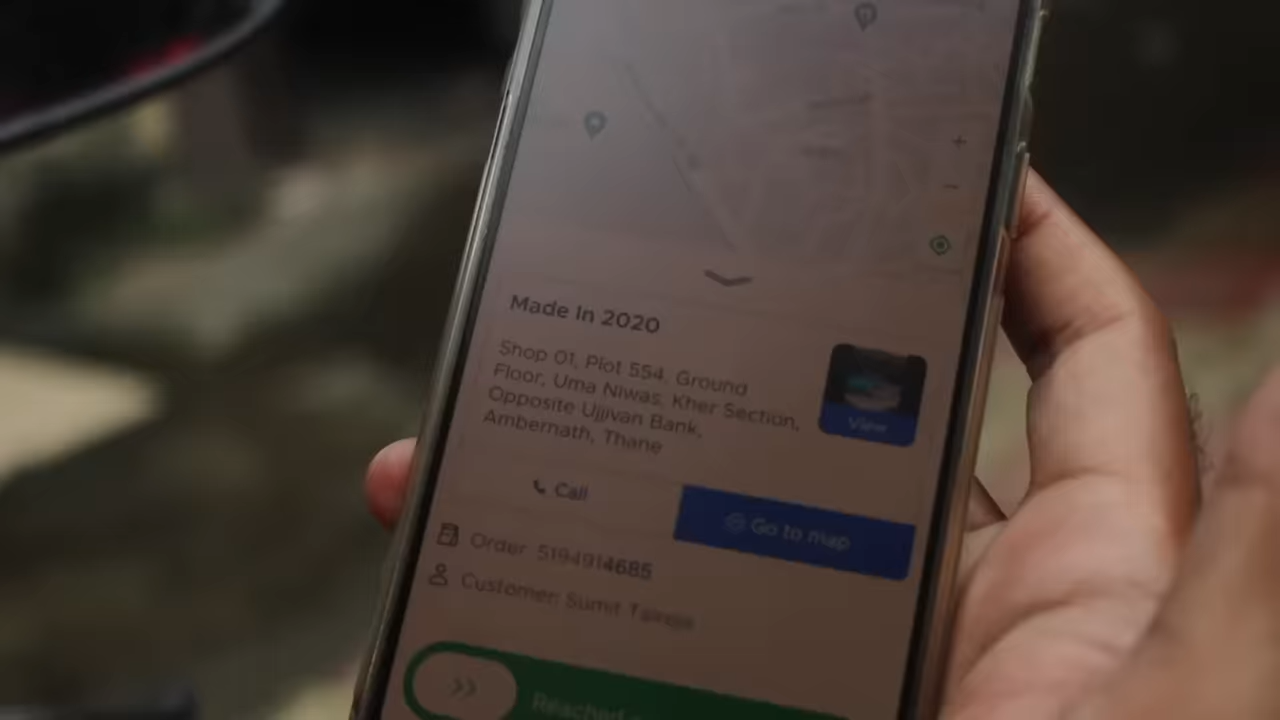 Made In 2020
Shop 01, Plot 554, Ground
Floor, Uma Niwas, Kher Section,
Opposite Ujjivan Bank,
Ambernath, Thane
View
Call
Go to map
Order 5194914685
Customer: Sumit
Reached